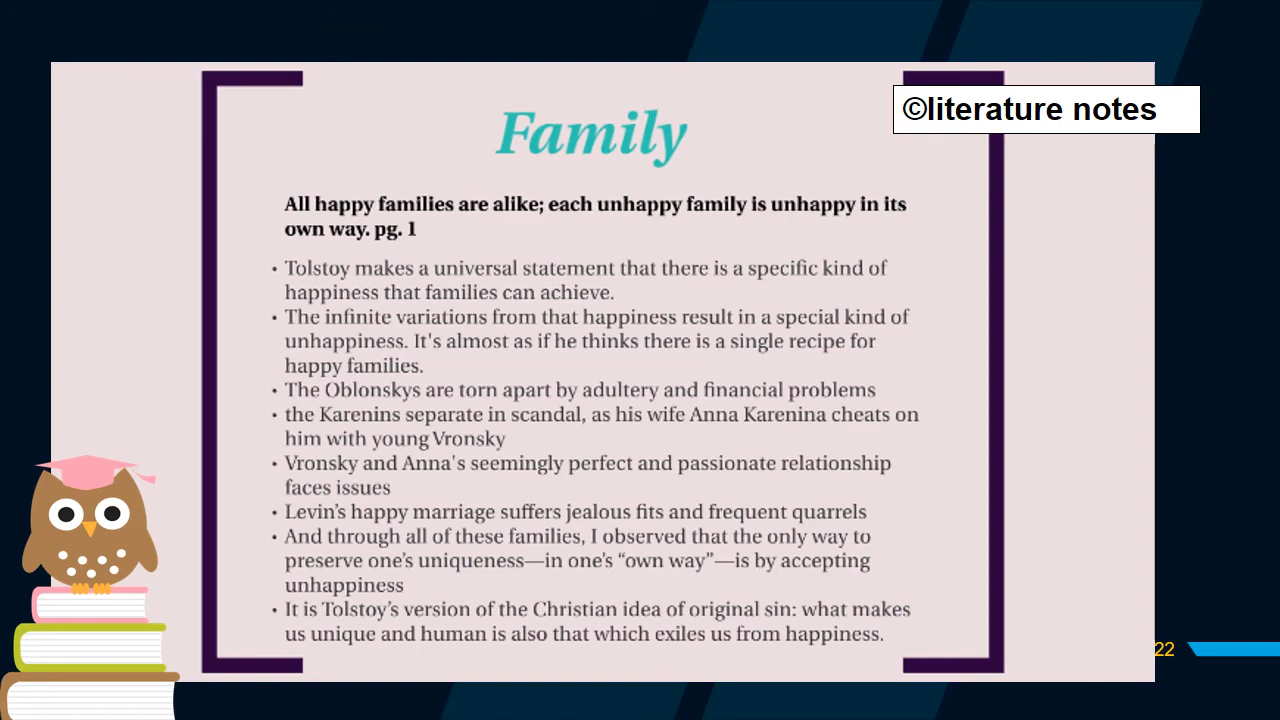 ©literature notes
Family
All happy families are alike; each unhappy family is unhappy in its
own way. pg. 1
• Tolstoy makes a universal statement that there is a specific kind of
happiness that families can achieve.
• The infinite variations from that happiness result in a special kind of
unhappiness. It's almost as if he thinks there is a single recipe for
happy families.
• The Oblonskys are torn apart by adultery and financial problems
• the Karenins separate in scandal, as his wife Anna Karenina cheats on
him with young Vronsky
• Vronsky and Anna's seemingly perfect and passionate relationship
faces issues
• Levin's happy marriage suffers jealous fits and frequent quarrels
• And through all of these families, I observed that the only way to
preserve one's uniqueness—in one's “own way”—is by accepting
unhappiness
• It is Tolstoy's version of the Christian idea of original sin: what makes
us unique and human is also that which exiles us from happiness.
22